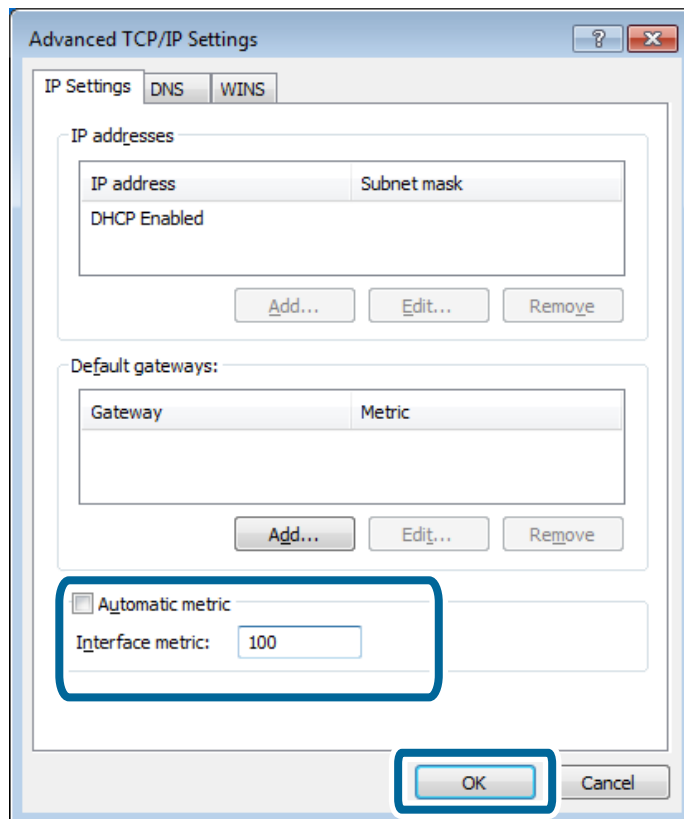 Advanced TCP/IP Settings
IP Settings DNS WINS
IP addresses
IP address Subnet mask
DHCP Enabled
Add... Edit... Remove
Default gateways:
Gateway Metric
Add... Edit... Remove
Automatic metric
Interface metric: 100
OK Cancel